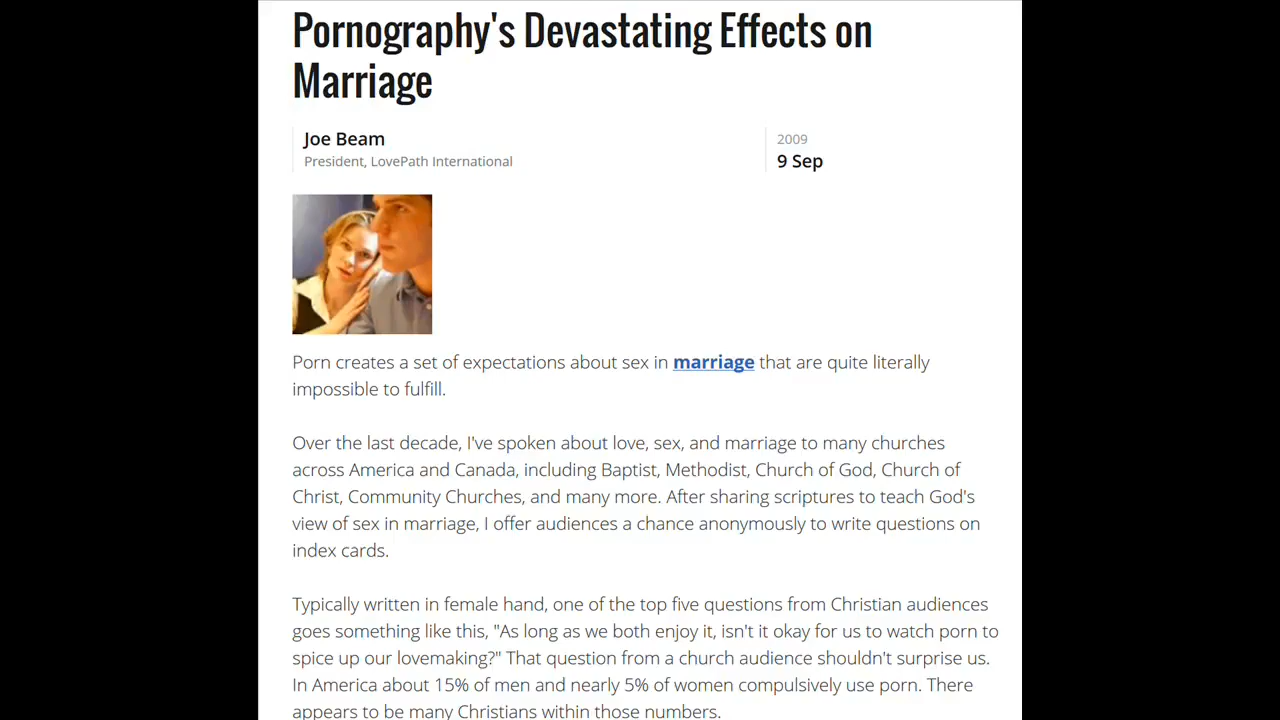 Pornography's Devastating Effects on
Marriage
Joe Beam
President, LovePath International
2009
9 Sep
Porn creates a set of expectations about sex in marriage that are quite literally
impossible to fulfill.
Over the last decade, I've spoken about love, sex, and marriage to many churches
across America and Canada, including Baptist, Methodist, Church of God, Church of
Christ, Community Churches, and many more. After sharing scriptures to teach God's
view of sex in marriage, I offer audiences a chance anonymously to write questions on
index cards.
Typically written in female hand, one of the top five questions from Christian audiences
goes something like this, "As long as we both enjoy it, isn't it okay for us to watch porn to
spice up our lovemaking?" That question from a church audience shouldn't surprise us.
In America about 15% of men and nearly 5% of women compulsively use porn. There
appears to be many Christians within those numbers.